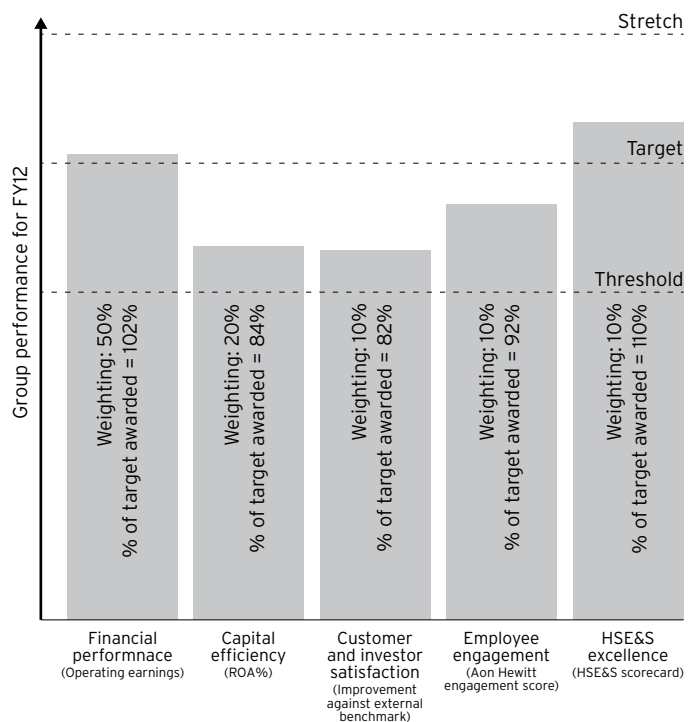 Stretch
Target
Threshold
Group performance for FY12
Weighting: 50%
% of target awarded = 102%
Weighting: 20%
% of target awarded = 84%
Weighting: 10%
% of target awarded = 82%
Weighting: 10%
% of target awarded = 92%
Weighting: 10%
% of target awarded = 110%
Financial
performnace
(Operating earnings)
Capital
efficiency
(ROA%)
Customer
and investor
satisfaction
(Improvement
against external
benchmark)
Employee
engagement
(Aon Hewitt
engagement score)
HSE&S
excellence
(HSE&S scorecard)